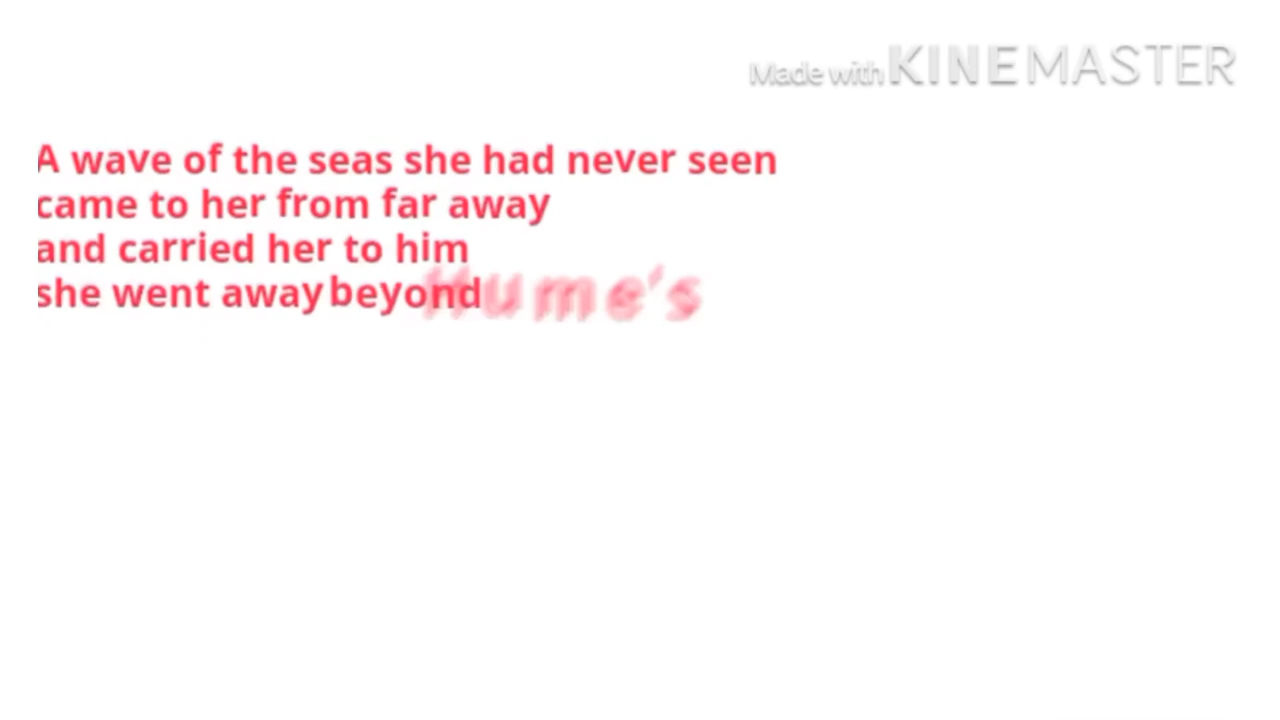 Made with KINEMASTER
A wave of the seas she had never seen
came to her from far away
and carried her to him
she went away beyond Hume's